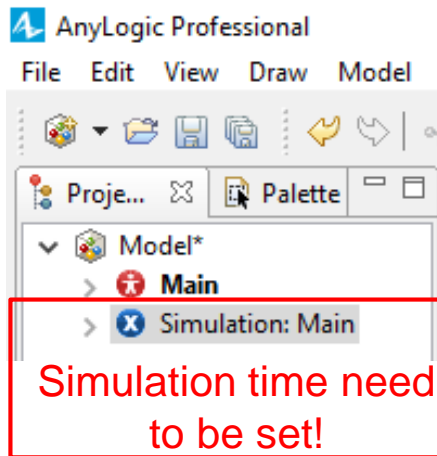 AnyLogic Professional
File Edit View Draw Model
Proje... Palette
Model*
Main
Simulation: Main
Simulation time need
to be set!